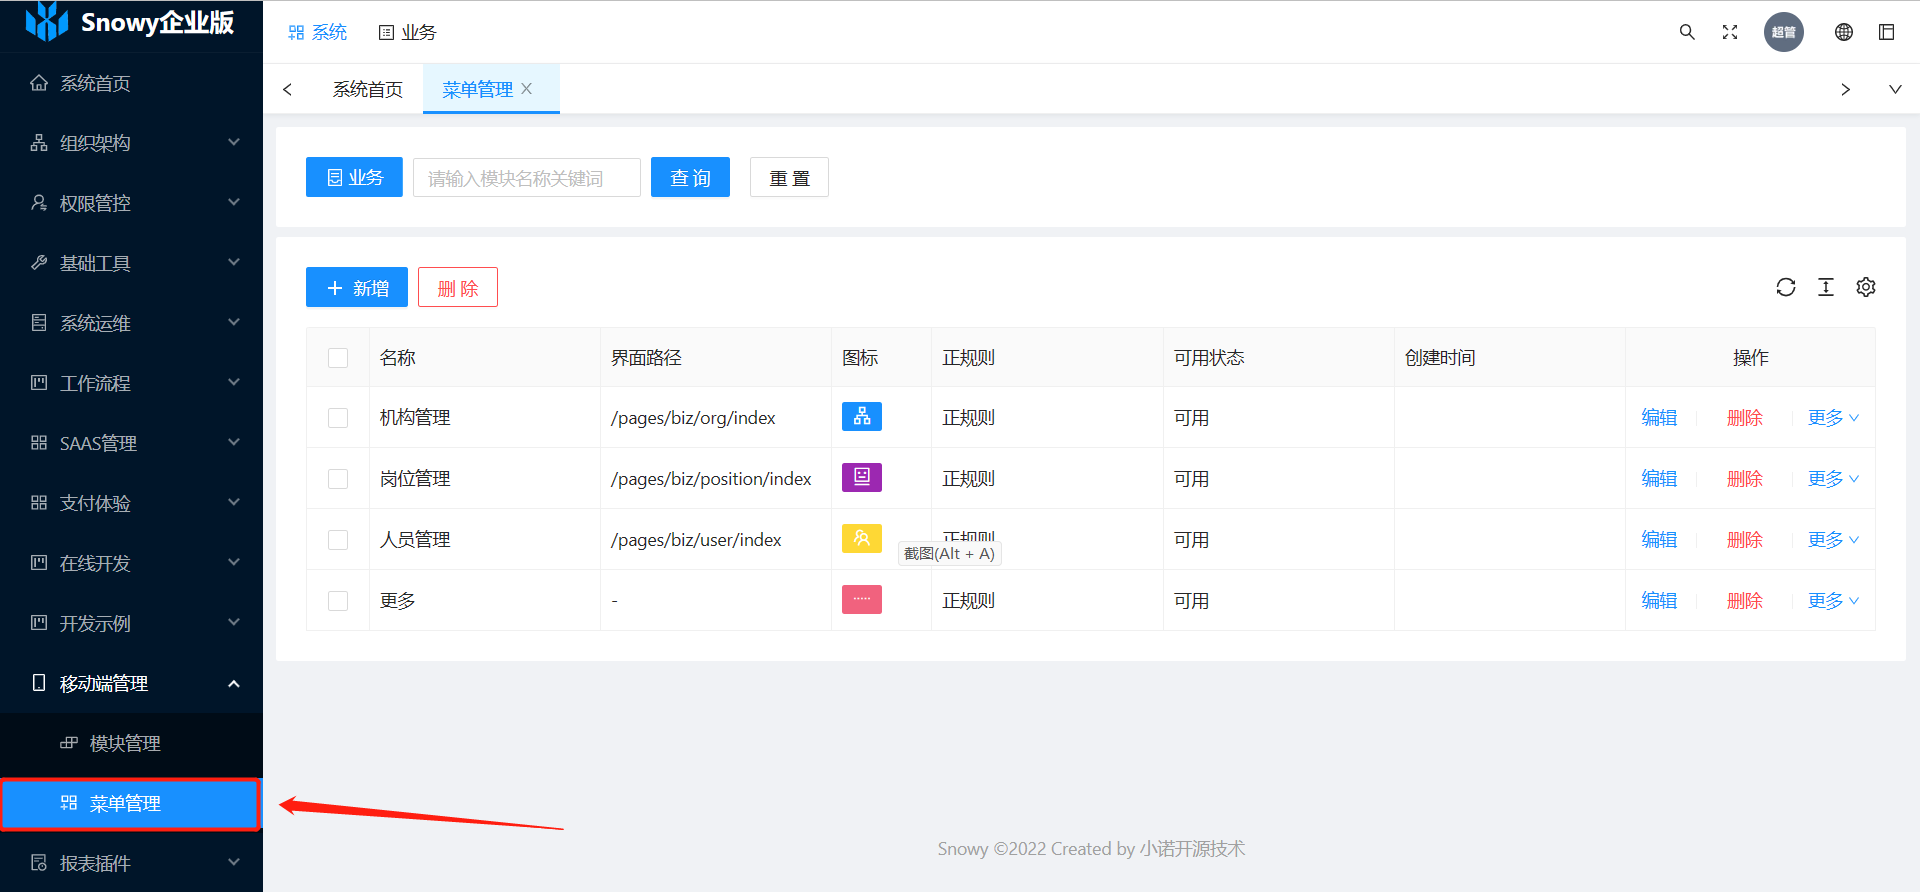 Snowy企业版
系统首页
组织架构
权限管控
基础工具
系统运维
工作流程
SAAS管理
支付体验
在线开发
开发示例
移动端管理
模块管理
菜单管理
报表插件
系统 业务 超管
系统首页 菜单管理
业务 请输入模块名称关键词 查 询 重 置
新增 删 除
名称 界面路径 图标 正规则 可用状态 创建时间 操作
机构管理 /pages/biz/org/index 正规则 可用 编辑 删除 更多
岗位管理 /pages/biz/position/index 正规则 可用 编辑 删除 更多
人员管理 /pages/biz/user/index 正规则 可用 编辑 删除 更多
截图(Alt + A)
更多 - 正规则 可用 编辑 删除 更多
Snowy ©2022 Created by 小诺开源技术